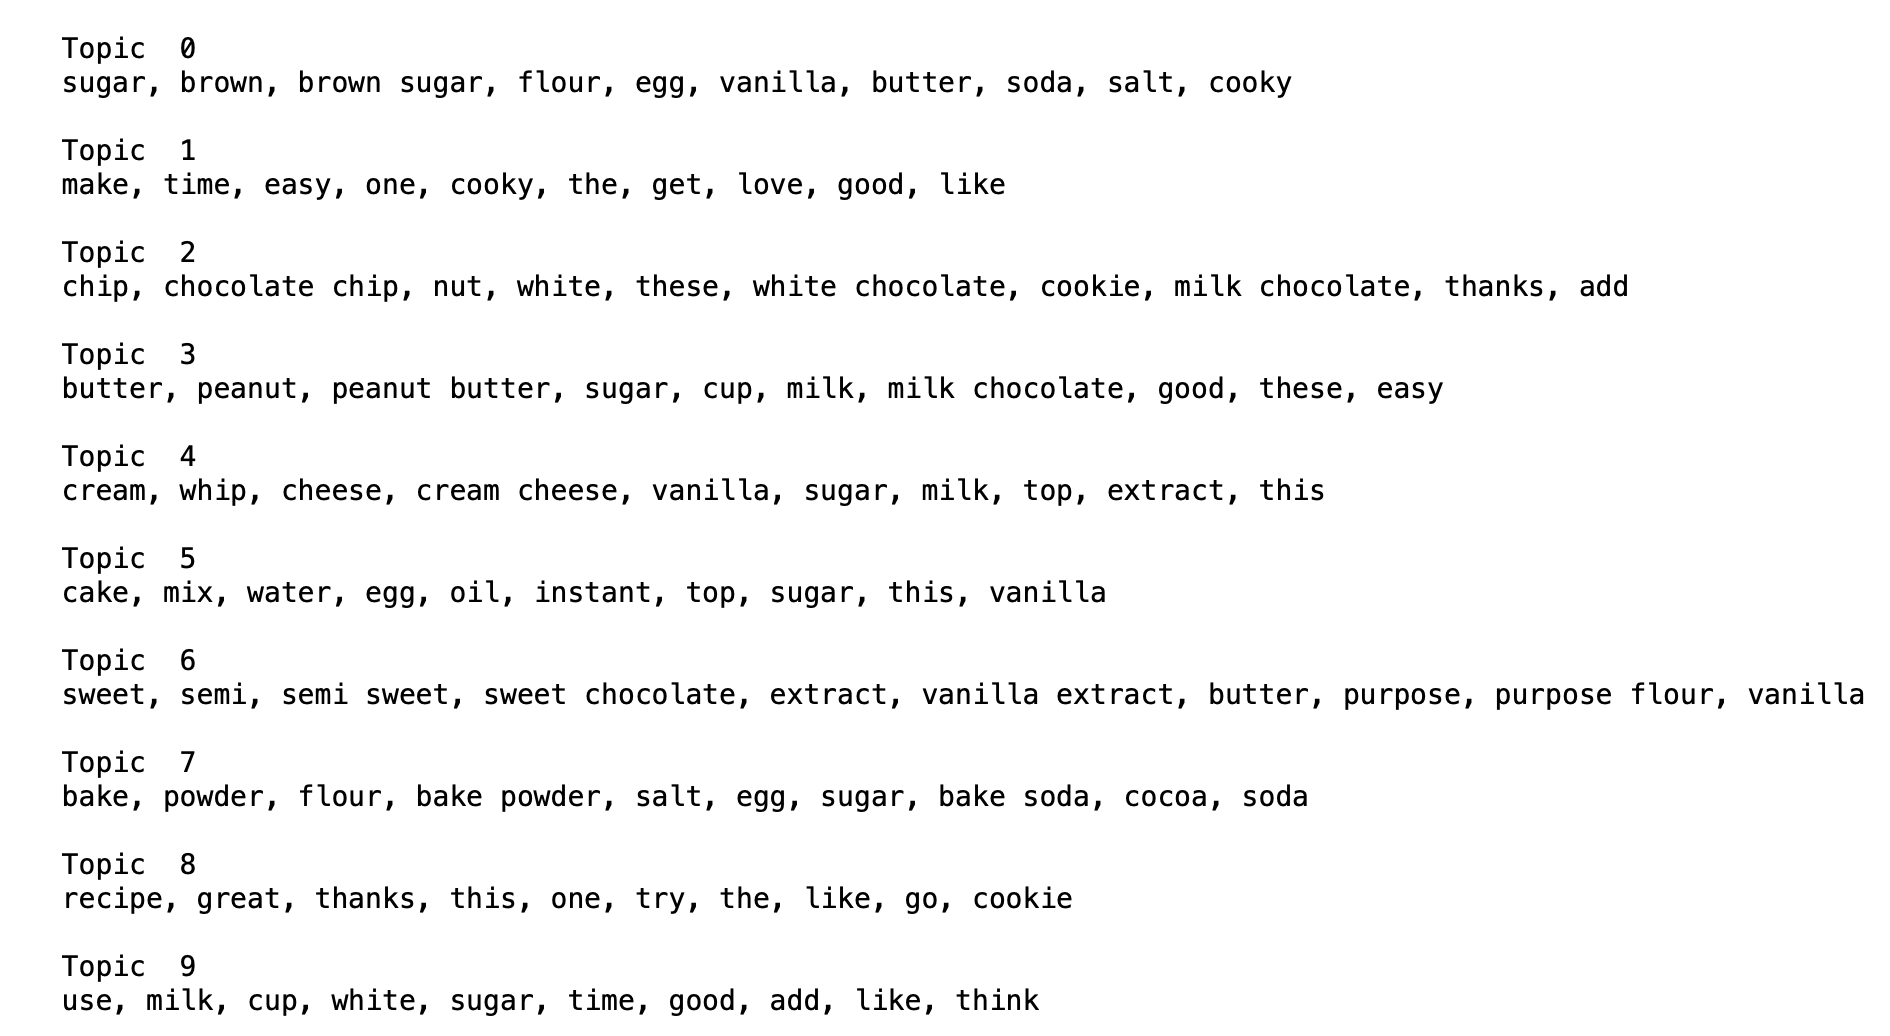 Topic  0
sugar, brown, brown sugar, flour, egg, vanilla, butter, soda, salt, cooky
Topic  1
make, time, easy, one, cooky, the, get, love, good, like
Topic  2
chip, chocolate chip, nut, white, these, white chocolate, cookie, milk chocolate, thanks, add
Topic  3
butter, peanut, peanut butter, sugar, cup, milk, milk chocolate, good, these, easy
Topic  4
cream, whip, cheese, cream cheese, vanilla, sugar, milk, top, extract, this
Topic  5
cake, mix, water, egg, oil, instant, top, sugar, this, vanilla
Topic  6
sweet, semi, semi sweet, sweet chocolate, extract, vanilla extract, butter, purpose, purpose flour, vanilla
Topic  7
bake, powder, flour, bake powder, salt, egg, sugar, bake soda, cocoa, soda
Topic  8
recipe, great, thanks, this, one, try, the, like, go, cookie
Topic  9
use, milk, cup, white, sugar, time, good, add, like, think